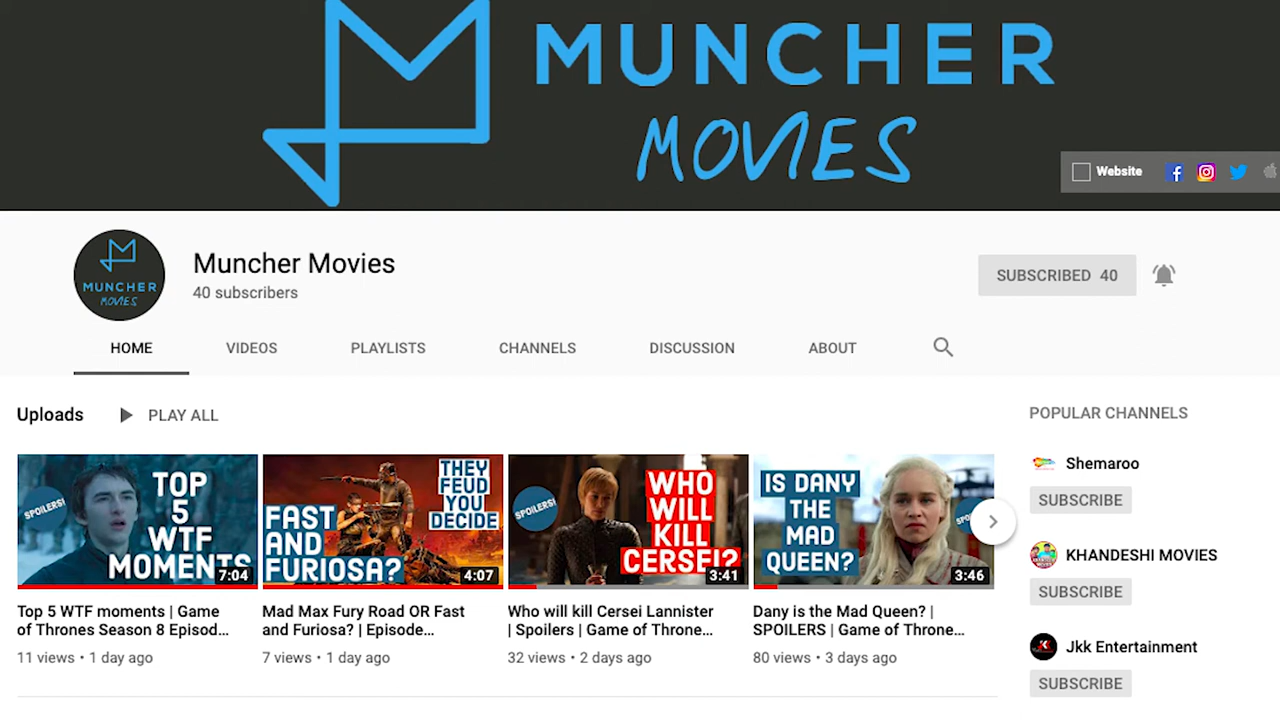 MUNCHER
MOVIES
Website
MUNCHER
MOVIES
Muncher Movies
40 subscribers
SUBSCRIBED 40
HOME VIDEOS PLAYLISTS CHANNELS DISCUSSION ABOUT
Uploads PLAY ALL
SPOILERS!
TOP
5
WTF
MOMENTS
7:04
Top 5 WTF moments | Game
of Thrones Season 8 Episod...
11 views • 1 day ago
THEY
FEUD
YOU
DECIDE
FAST
AND
FURIOSA?
4:07
Mad Max Fury Road OR Fast
and Furiosa? | Episode...
7 views • 1 day ago
SPOILERS!
WHO
WILL
KILL
CERSEI?
3:41
Who will kill Cersei Lannister
| Spoilers | Game of Throne...
32 views • 2 days ago
IS DANY
THE
MAD
QUEEN?
SPO
3:46
Dany is the Mad Queen? |
SPOILERS | Game of Throne...
80 views • 3 days ago
POPULAR CHANNELS
Shemaroo
SUBSCRIBE
KHANDESHI MOVIES
SUBSCRIBE
Jkk Entertainment
SUBSCRIBE